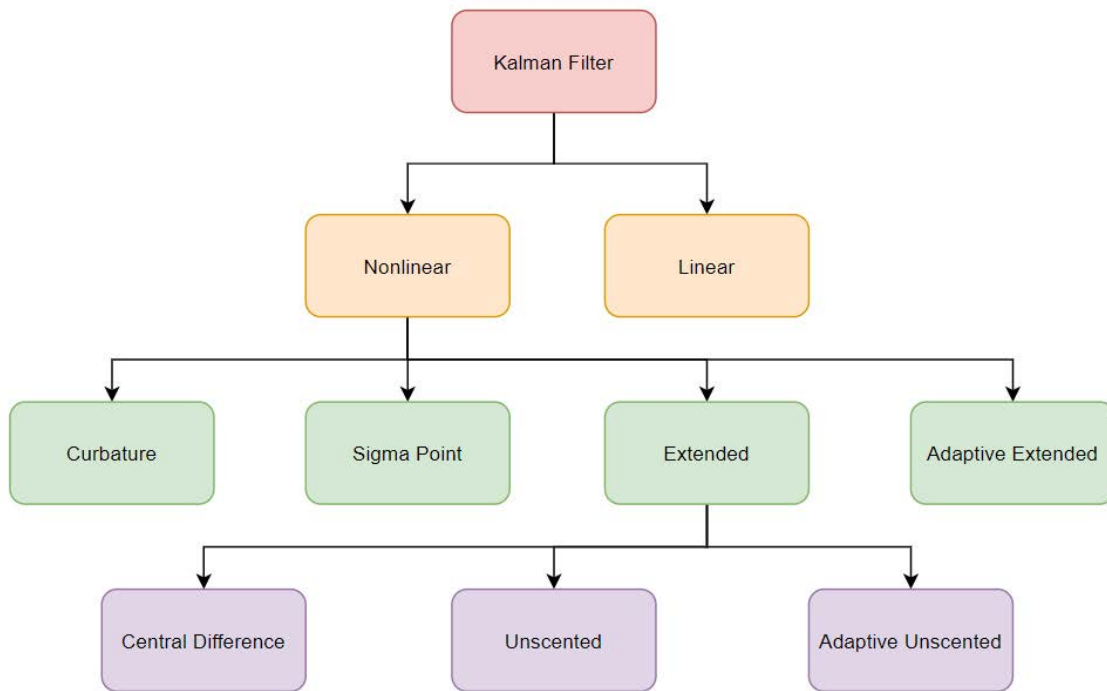 Kalman Filter
Nonlinear
Linear
Curbature
Sigma Point
Extended
Adaptive Extended
Central Difference
Unscented
Adaptive Unscented